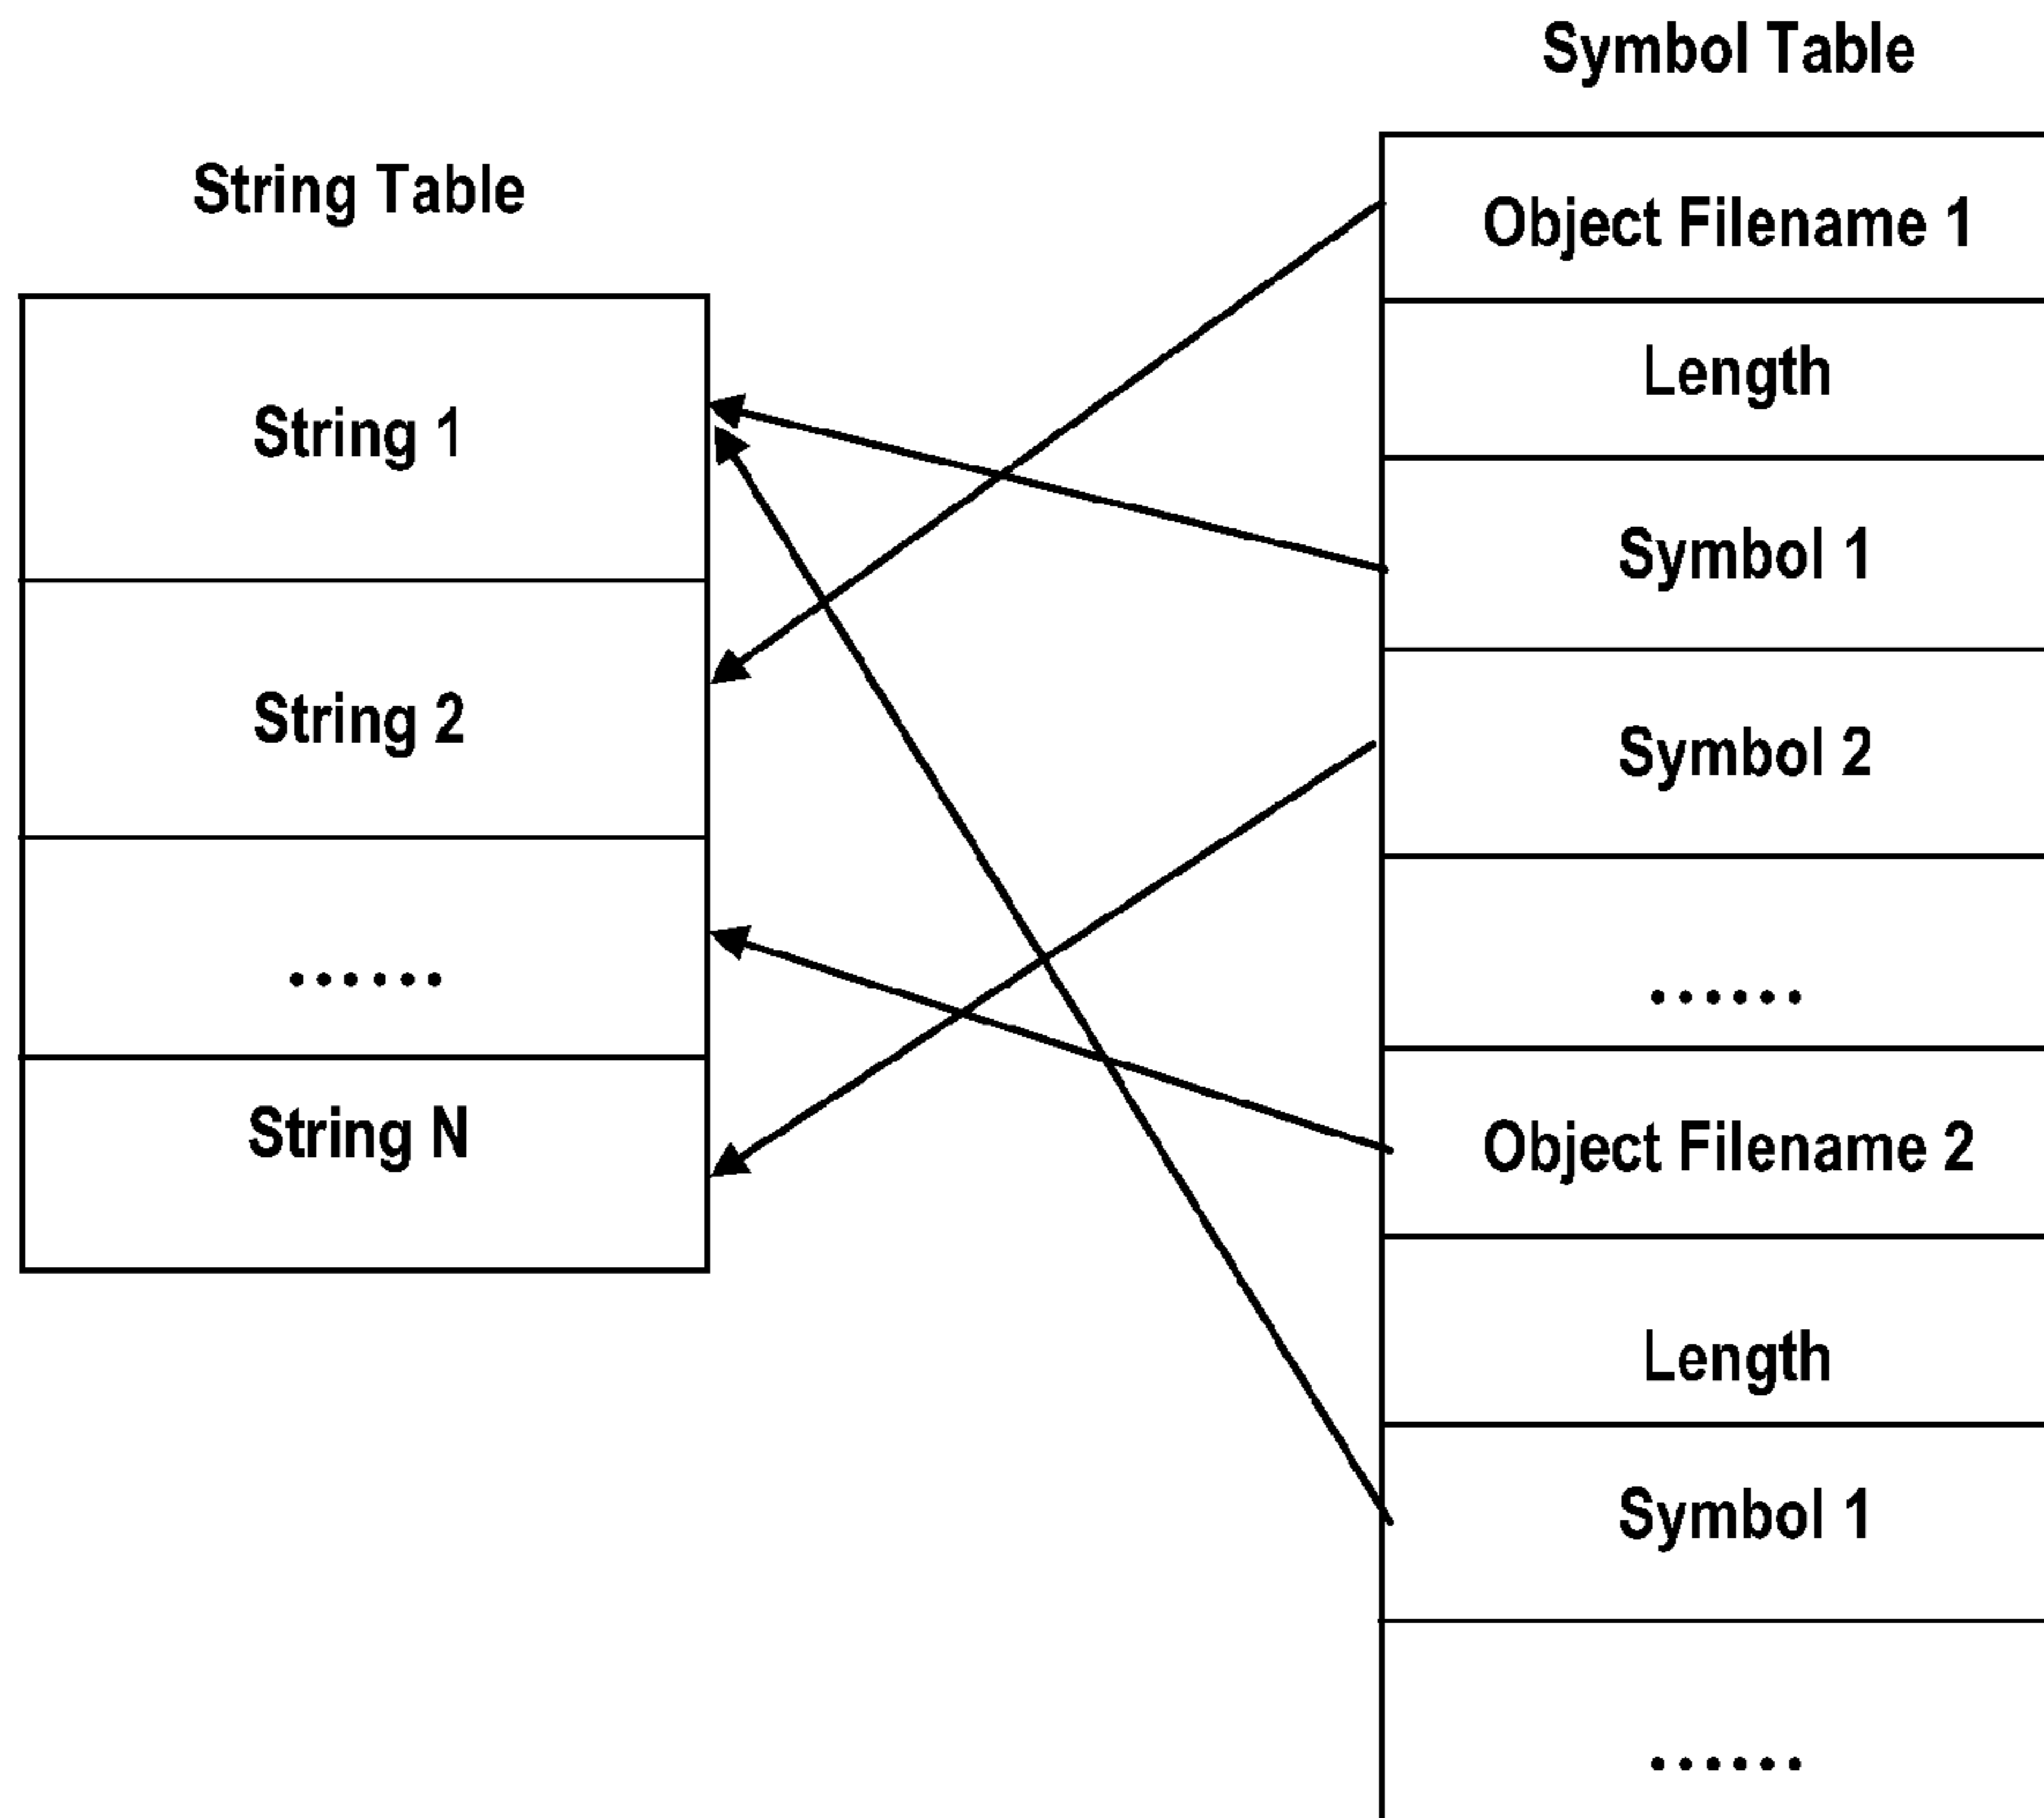 String Table
String 1
String 2
......
String N
Symbol Table
Object Filename 1
Length
Symbol 1
Symbol 2
......
Object Filename 2
Length
Symbol 1
......